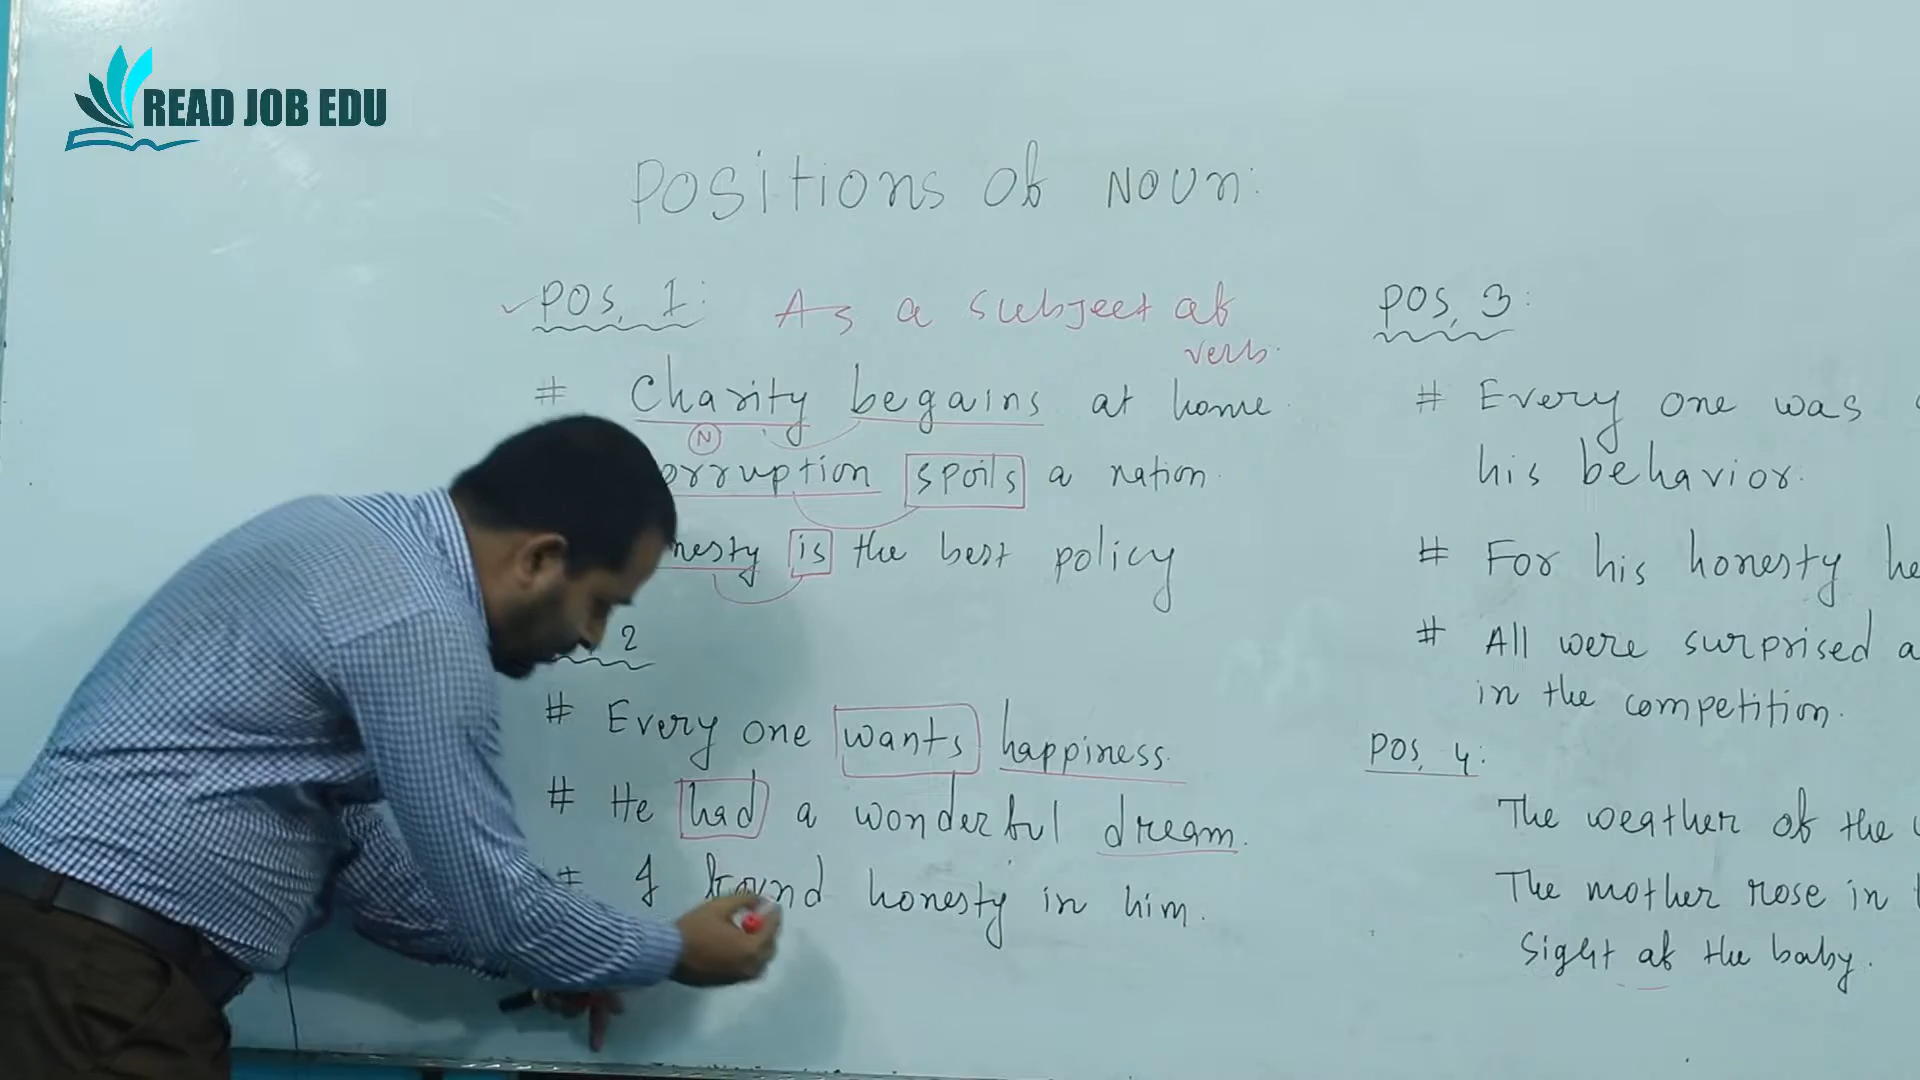 READ JOB EDU
Positions of Noun:
Pos, 1: As a subject of
verb.
# Charity begains at home
N
orruption spoils a nation.
nesty is the best policy
2
# Every one wants happiness.
# He had a wonderful dream.
# I found honesty in him.
Pos, 3:
# Every one was
his behavior.
# For his honesty he
# All were surprised a
in the competition.
Pos, 4:
The weather of the
The mother rose in
sight of the baby.